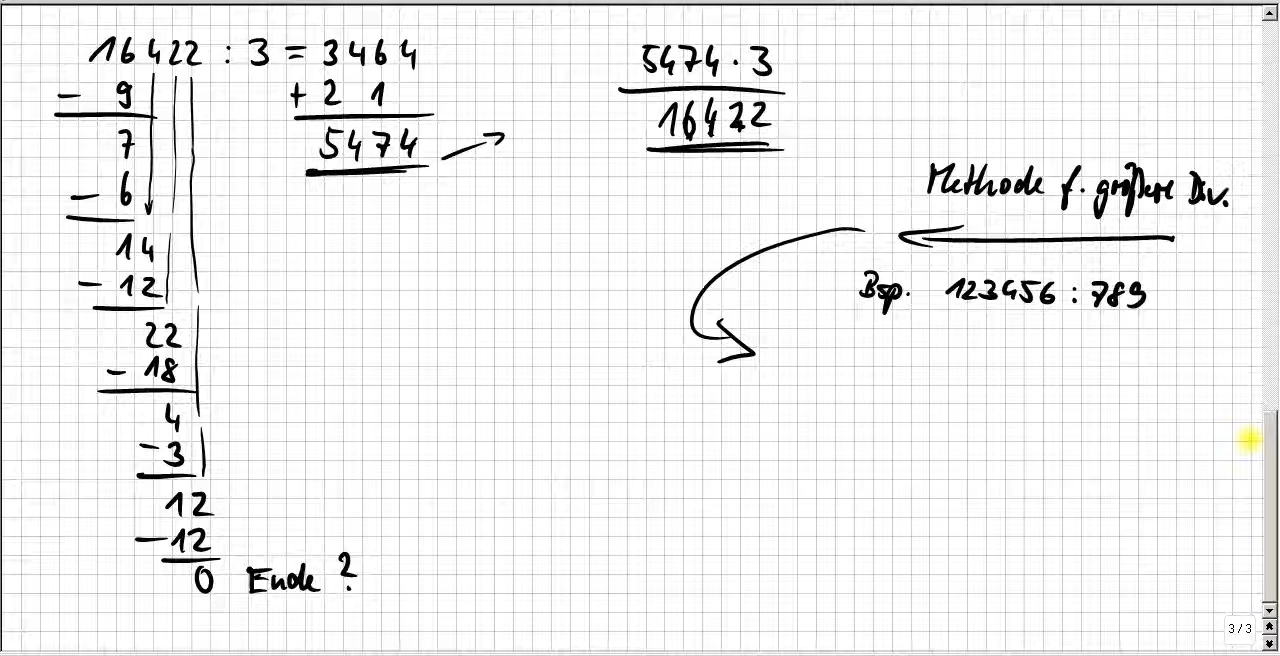 16422 : 3 = 3464
- 9 + 2 1
7 5474
- 6
14
- 12
22
- 18
4
- 3
12
- 12
0 Ende ?
5474 · 3
16422
Methode f. größere Div.
Bsp. 123456 : 789
3/3